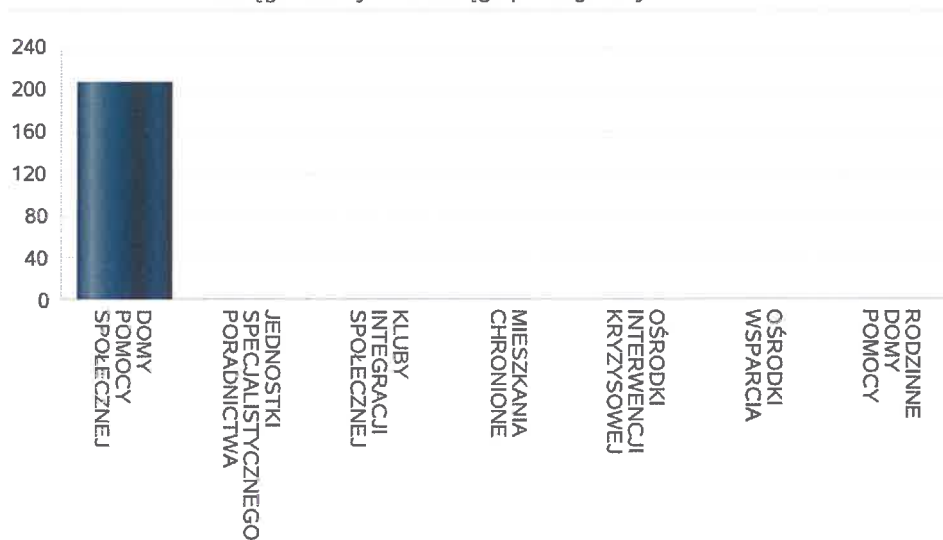 240
200
160
120
80
40
0
DOMY
POMOCY
SPOŁECZNEJ
JEDNOSTKI
SPECJALISTYCZNEGO
PORADNICTWA
KLUBY
INTEGRACJI
SPOŁECZNEJ
MIESZKANIA
CHRONIONE
OŚRODKI
INTERWENCJI
KRYZYSOWEJ
OŚRODKI
WSPARCIA
RODZINNE
DOMY
POMOCY